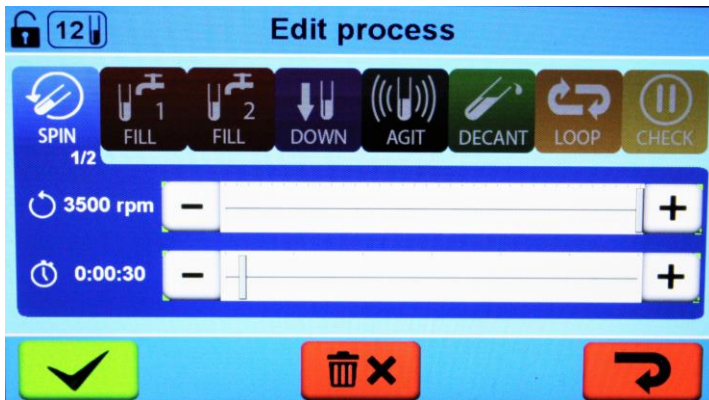 12
Edit process
1
2
SPIN
FILL
FILL
DOWN
AGIT
DECANT
LOOP
CHECK
1/2
3500 rpm
-
+
0:00:30
-
+